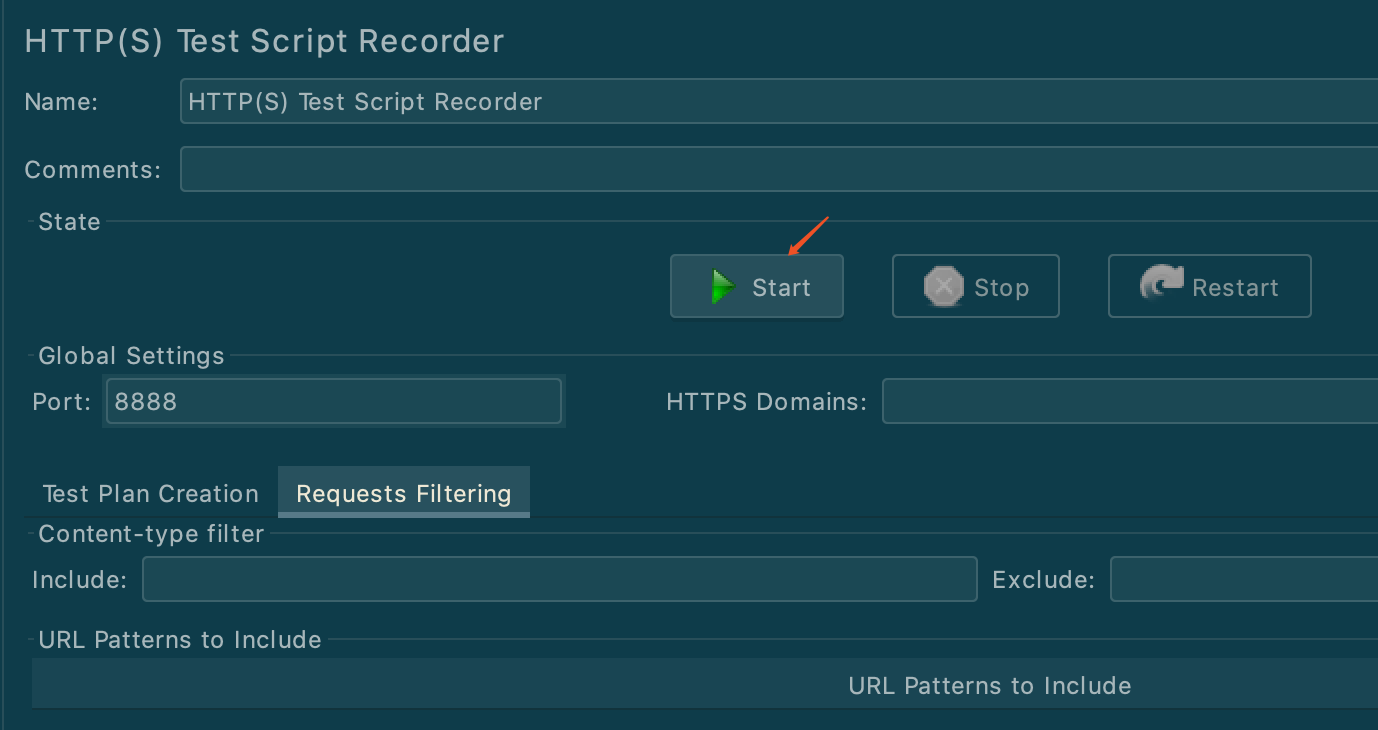 HTTP(S) Test Script Recorder
Name: HTTP(S) Test Script Recorder
Comments:
State
Start Stop Restart
Global Settings
Port: 8888 HTTPS Domains:
Test Plan Creation Requests Filtering
Content-type filter
Include: Exclude:
URL Patterns to Include
URL Patterns to Include